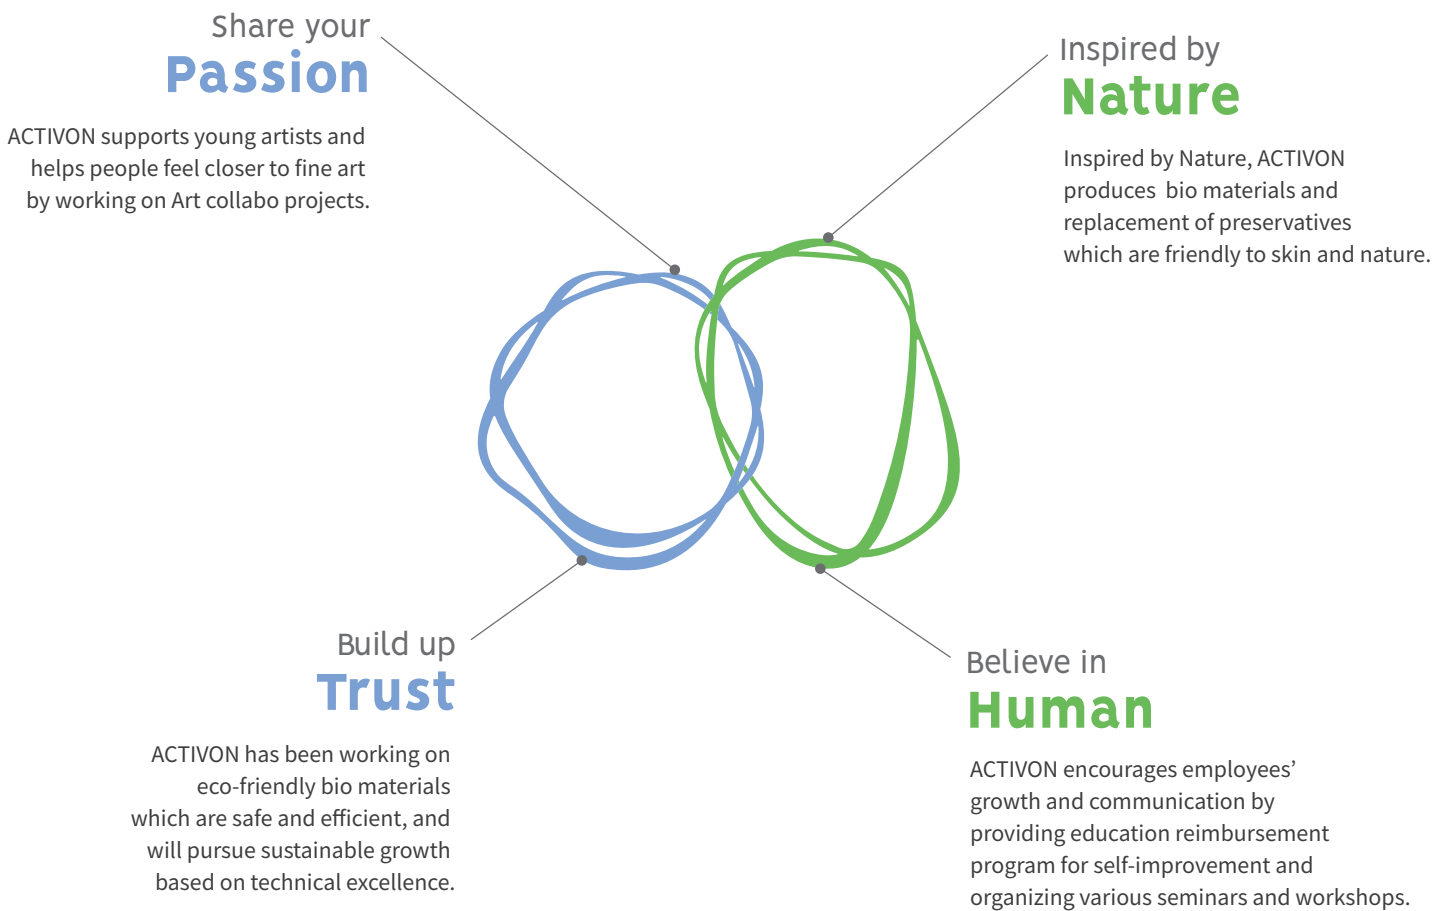 Share your
Passion
ACTIVON supports young artists and
helps people feel closer to fine art
by working on Art collabo projects.
Inspired by
Nature
Inspired by Nature, ACTIVON
produces bio materials and
replacement of preservatives
which are friendly to skin and nature.
Build up
Trust
ACTIVON has been working on
eco-friendly bio materials
which are safe and efficient, and
will pursue sustainable growth
based on technical excellence.
Believe in
Human
ACTIVON encourages employees’
growth and communication by
providing education reimbursement
program for self-improvement and
organizing various seminars and workshops.